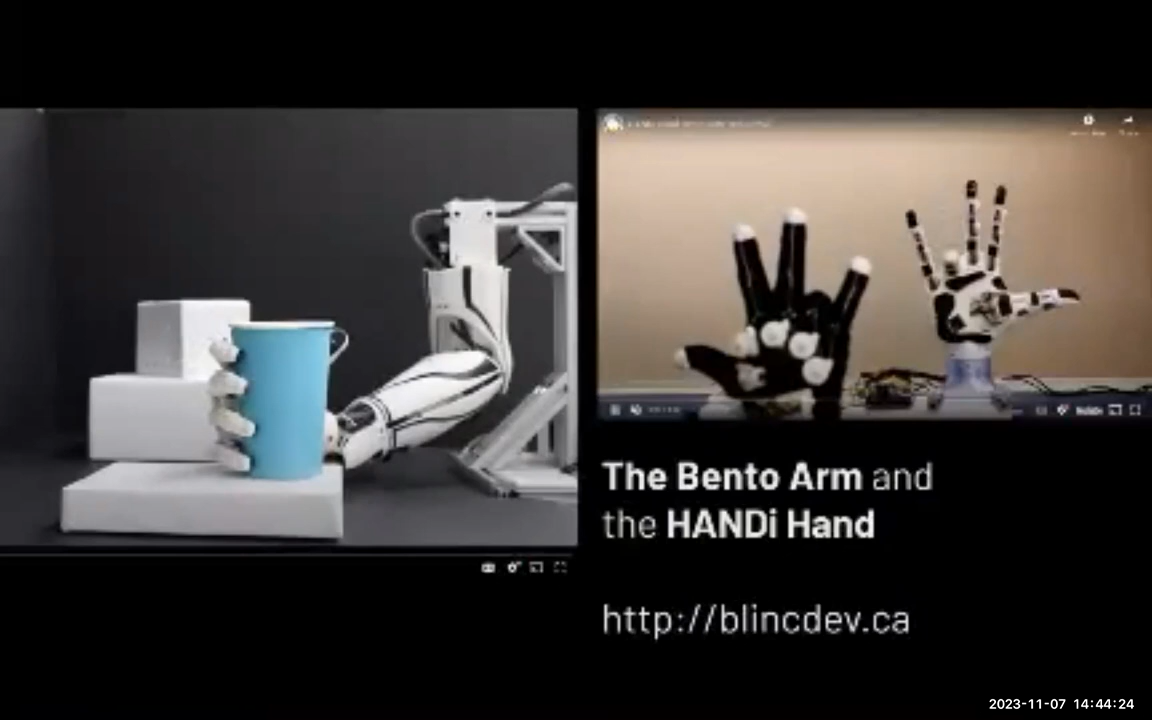 The Bento Arm and
the HANDi Hand
http://blincdev.ca
2023-11-07 14:44:24